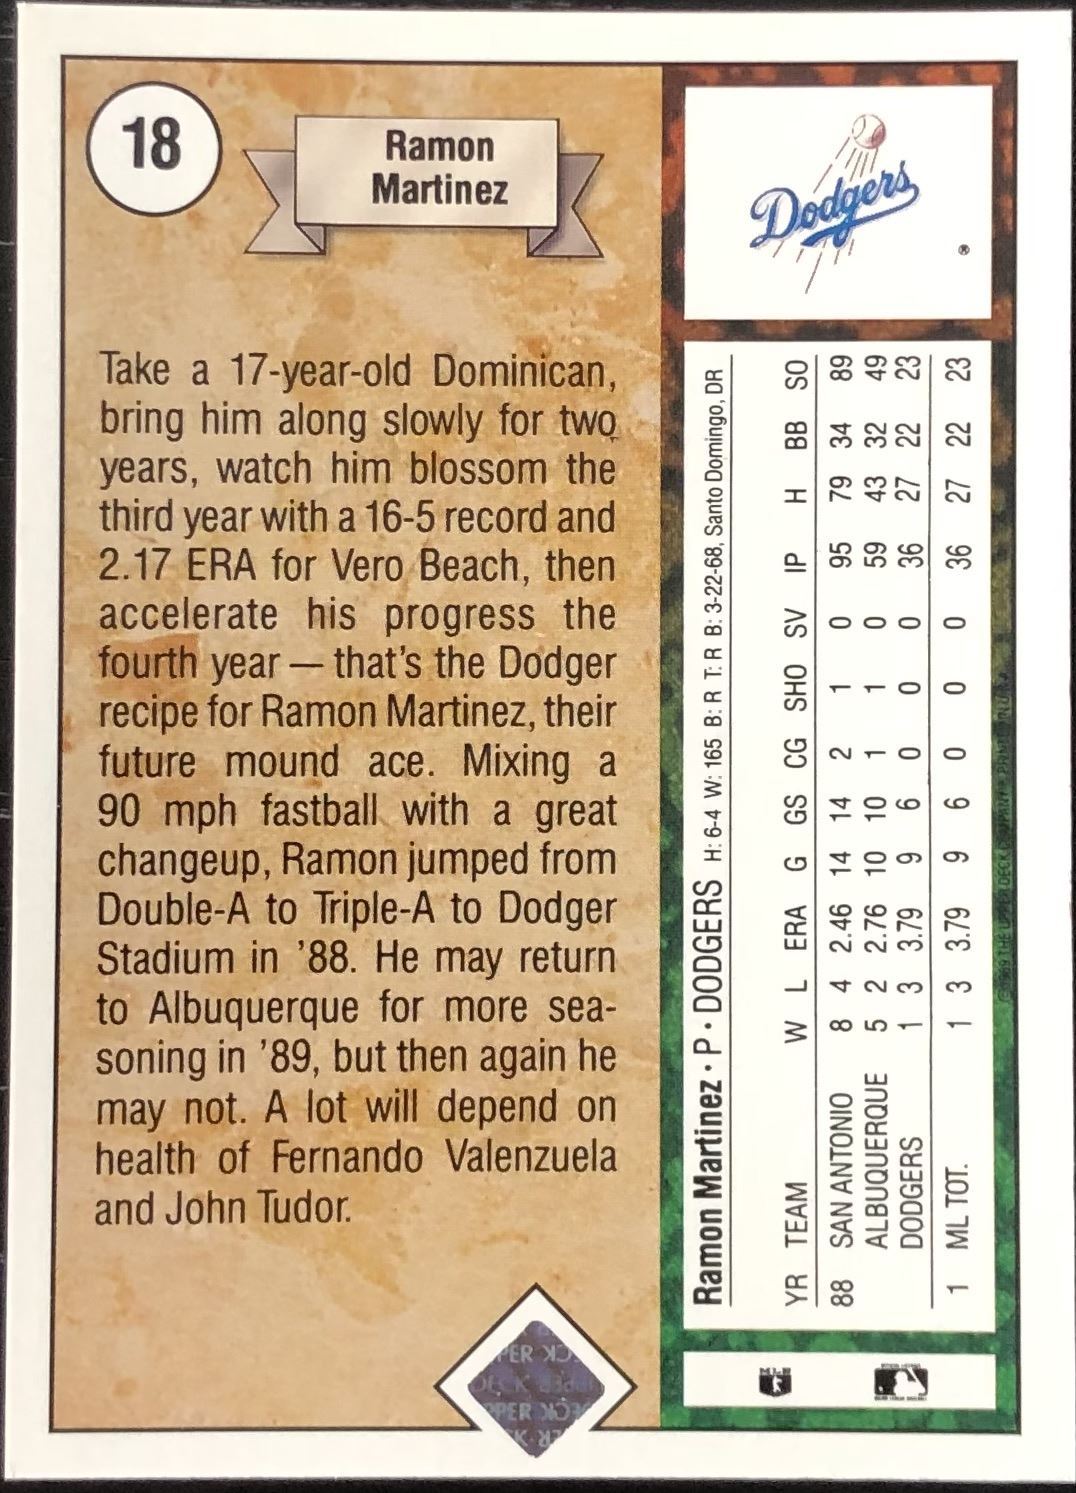 18
Ramon
Martinez
Take a 17-year-old Dominican,
bring him along slowly for two
years, watch him blossom the
third year with a 16-5 record and
2.17 ERA for Vero Beach, then
accelerate his progress the
fourth year — that's the Dodger
recipe for Ramon Martinez, their
future mound ace. Mixing a
90 mph fastball with a great
changeup, Ramon jumped from
Double-A to Triple-A to Dodger
Stadium in '88. He may return
to Albuquerque for more sea-
soning in '89, but then again he
may not. A lot will depend on
health of Fernando Valenzuela
and John Tudor.
Dodgers
®
Ramon Martinez • P • DODGERS H: 6-4 W: 165 B: R T: R B: 3-22-68, Santo Domingo, DR
YR TEAM W L ERA G GS CG SHO SV IP H BB SO
88 SAN ANTONIO 8 4 2.46 14 14 2 1 0 95 79 34 89
ALBUQUERQUE 5 2 2.76 10 10 1 1 0 59 43 32 49
DODGERS 1 3 3.79 9 6 0 0 0 36 27 22 23
1 ML TOT. 1 3 3.79 9 6 0 0 0 36 27 22 23
UPPER DECK